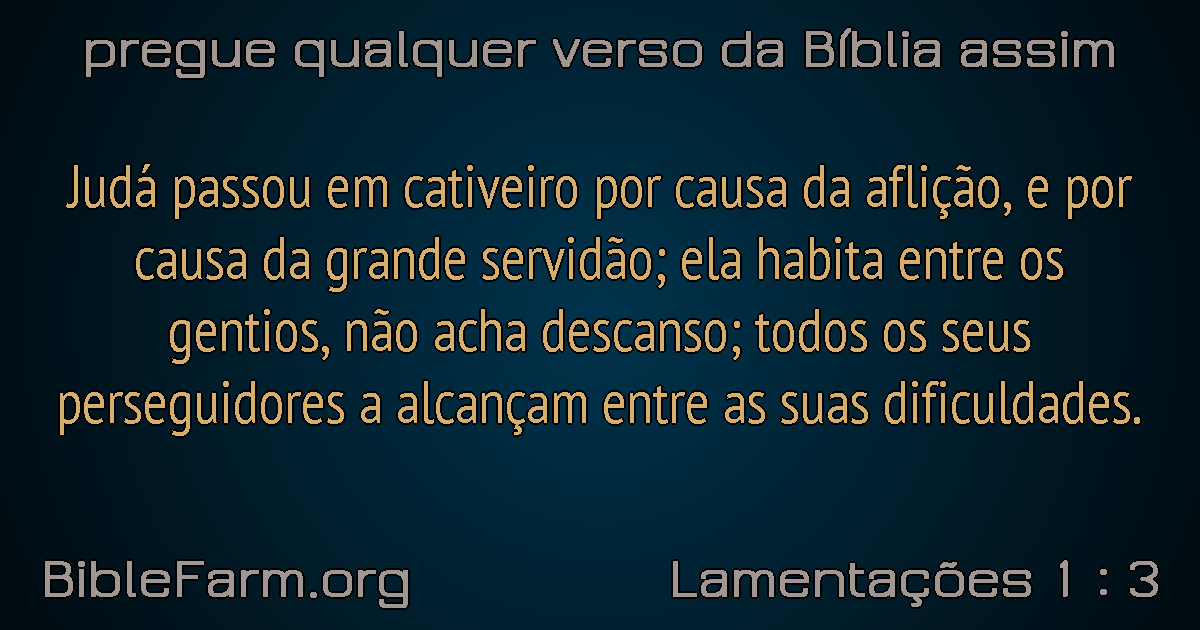 pregue qualquer verso da Bíblia assim
Judá passou em cativeiro por causa da aflição, e por
causa da grande servidão; ela habita entre os
gentios, não acha descanso; todos os seus
perseguidores a alcançam entre as suas dificuldades.
BibleFarm.org
Lamentações 1 : 3